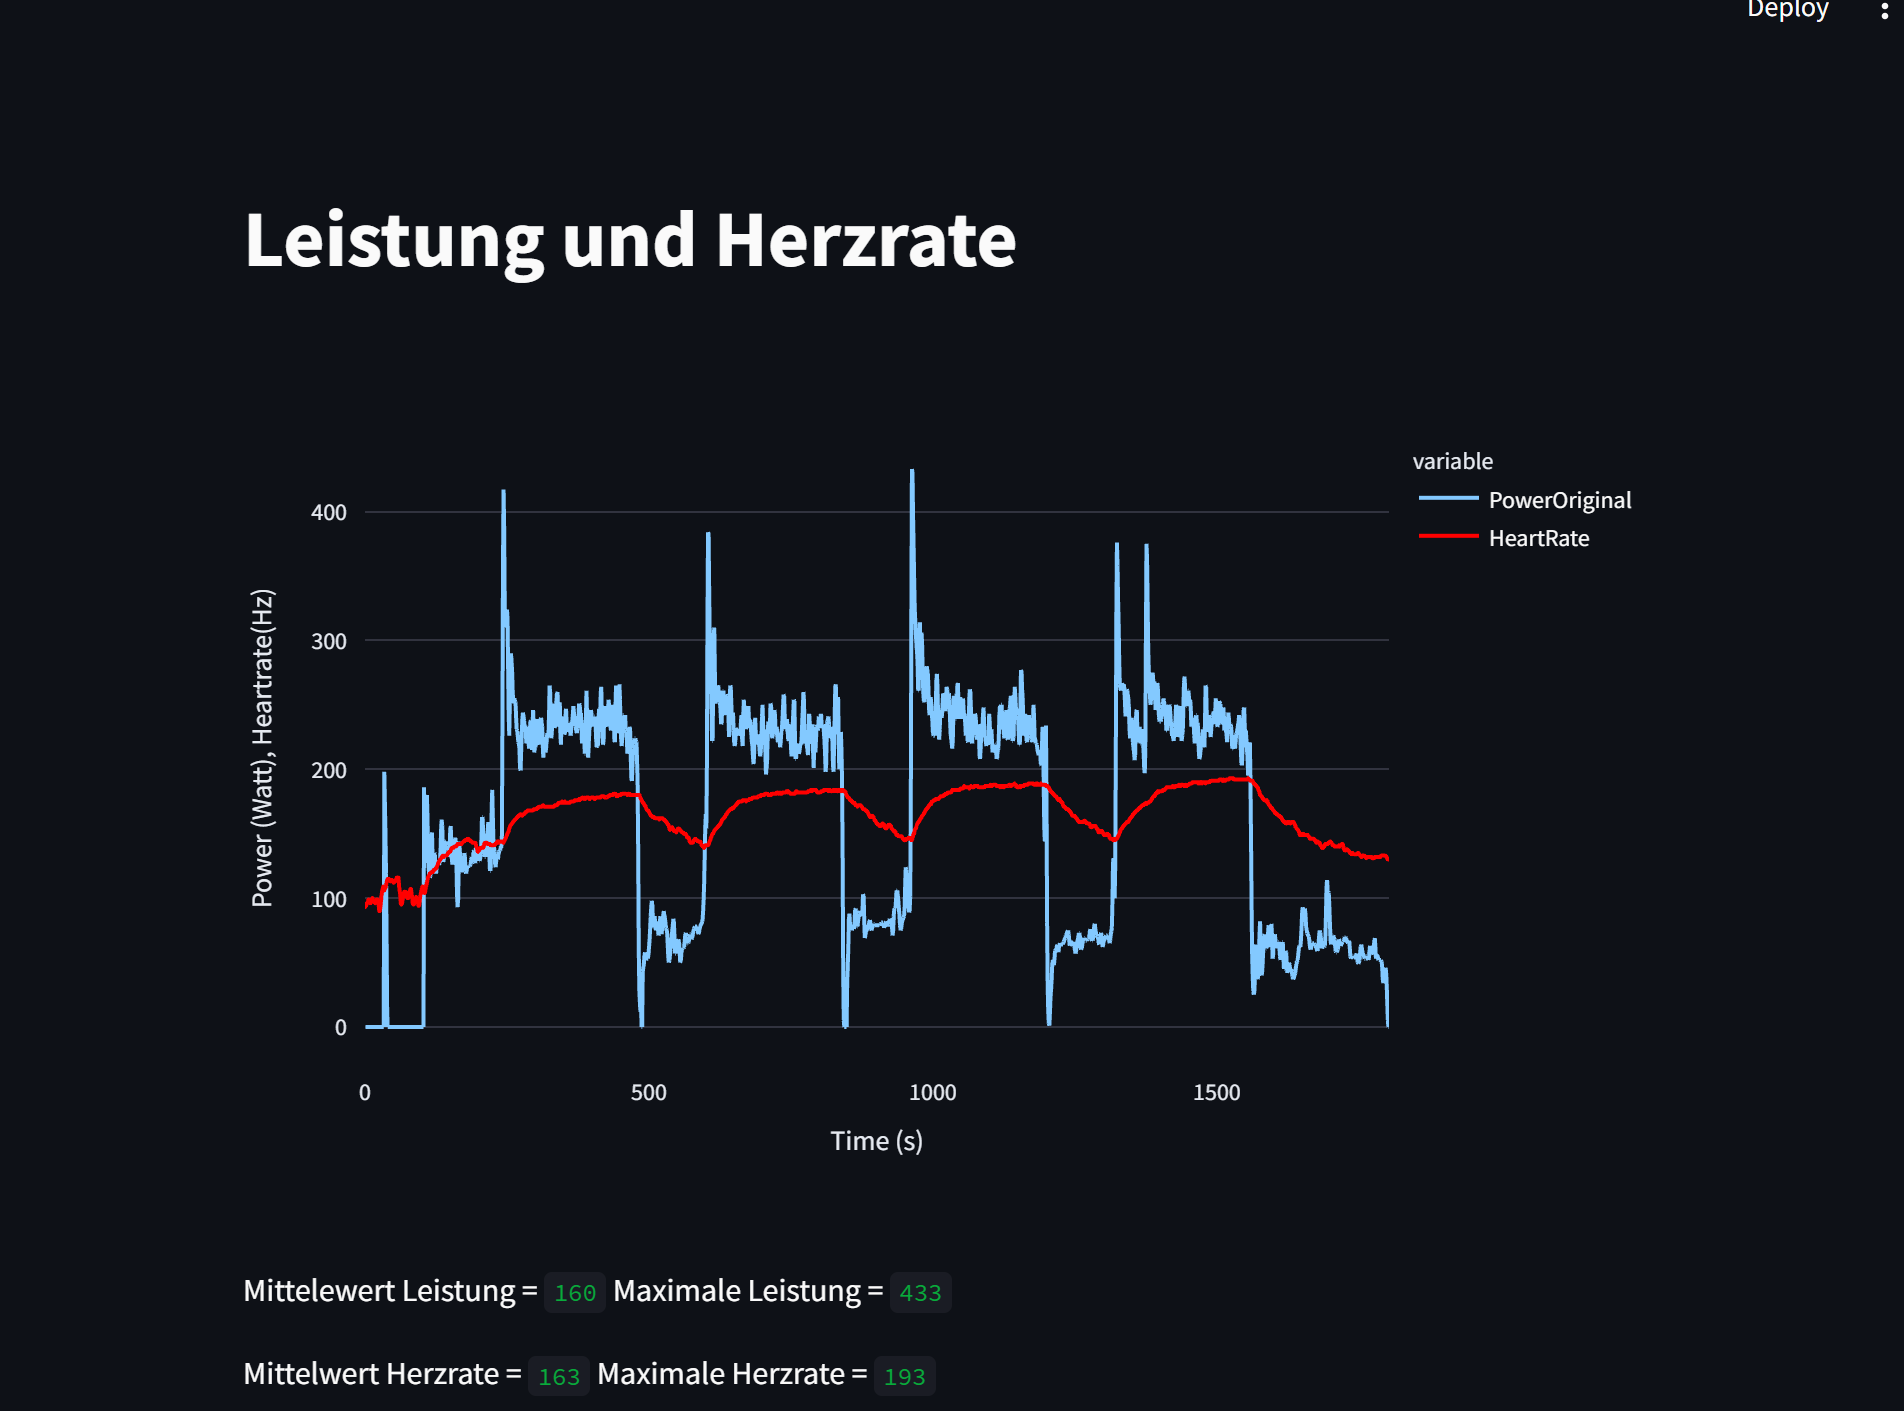 Deploy
Leistung und Herzrate
variable
PowerOriginal
HeartRate
Power (Watt), Heartrate(Hz)
400
300
200
100
0
0 500 1000 1500
Time (s)
Mittelewert Leistung = 160 Maximale Leistung = 433
Mittelwert Herzrate = 163 Maximale Herzrate = 193